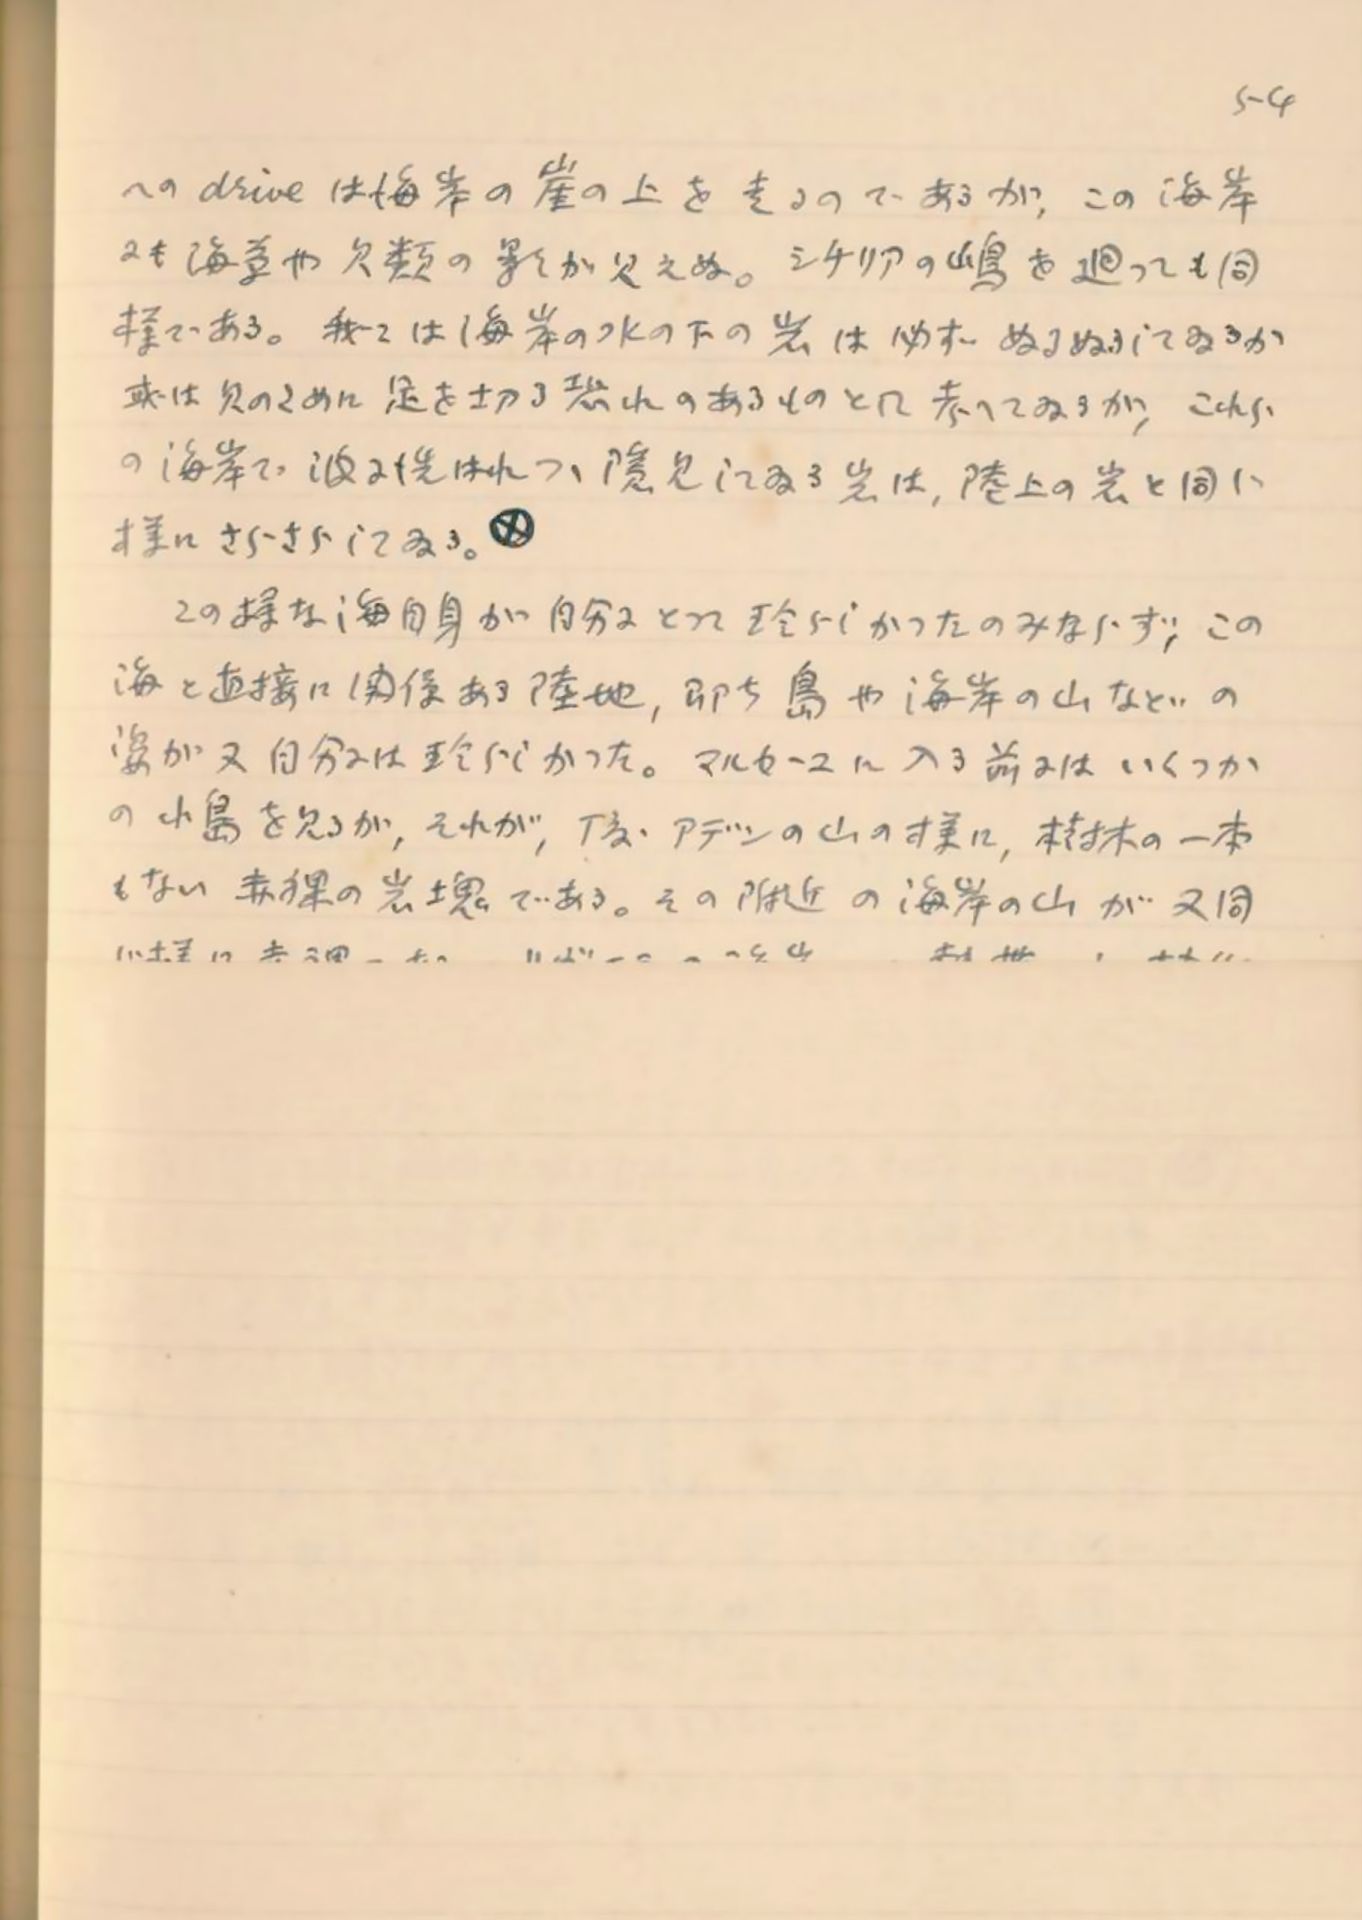 54
への drive は海岸の崖の上を走るのであるが、この海岸
にも海草や貝類の影が見えぬ。シチリアの島を廻っても同
様である。我々は海岸の水の下の岩は必ずぬるぬるしてゐるか
或は貝のために足を切る恐れのあるものとして考へてゐるが、これら
の海岸で波に洗はれつゝ隠見してゐる岩は、陸上の岩と同じ
様にさらさらしてゐる。⊗
この様な海自身が自分にとって珍らしかったのみならず、この
海と直接に関係ある陸地、即ち島や海岸の山などの
姿が又自分には珍らしかった。マルセーユに入る前にはいくつか
の小島を見るが、それが、丁度アデンの山の様に、樹木の一本
もない赤裸の岩塊である。その附近の海岸の山が又同
じ様に赤裸